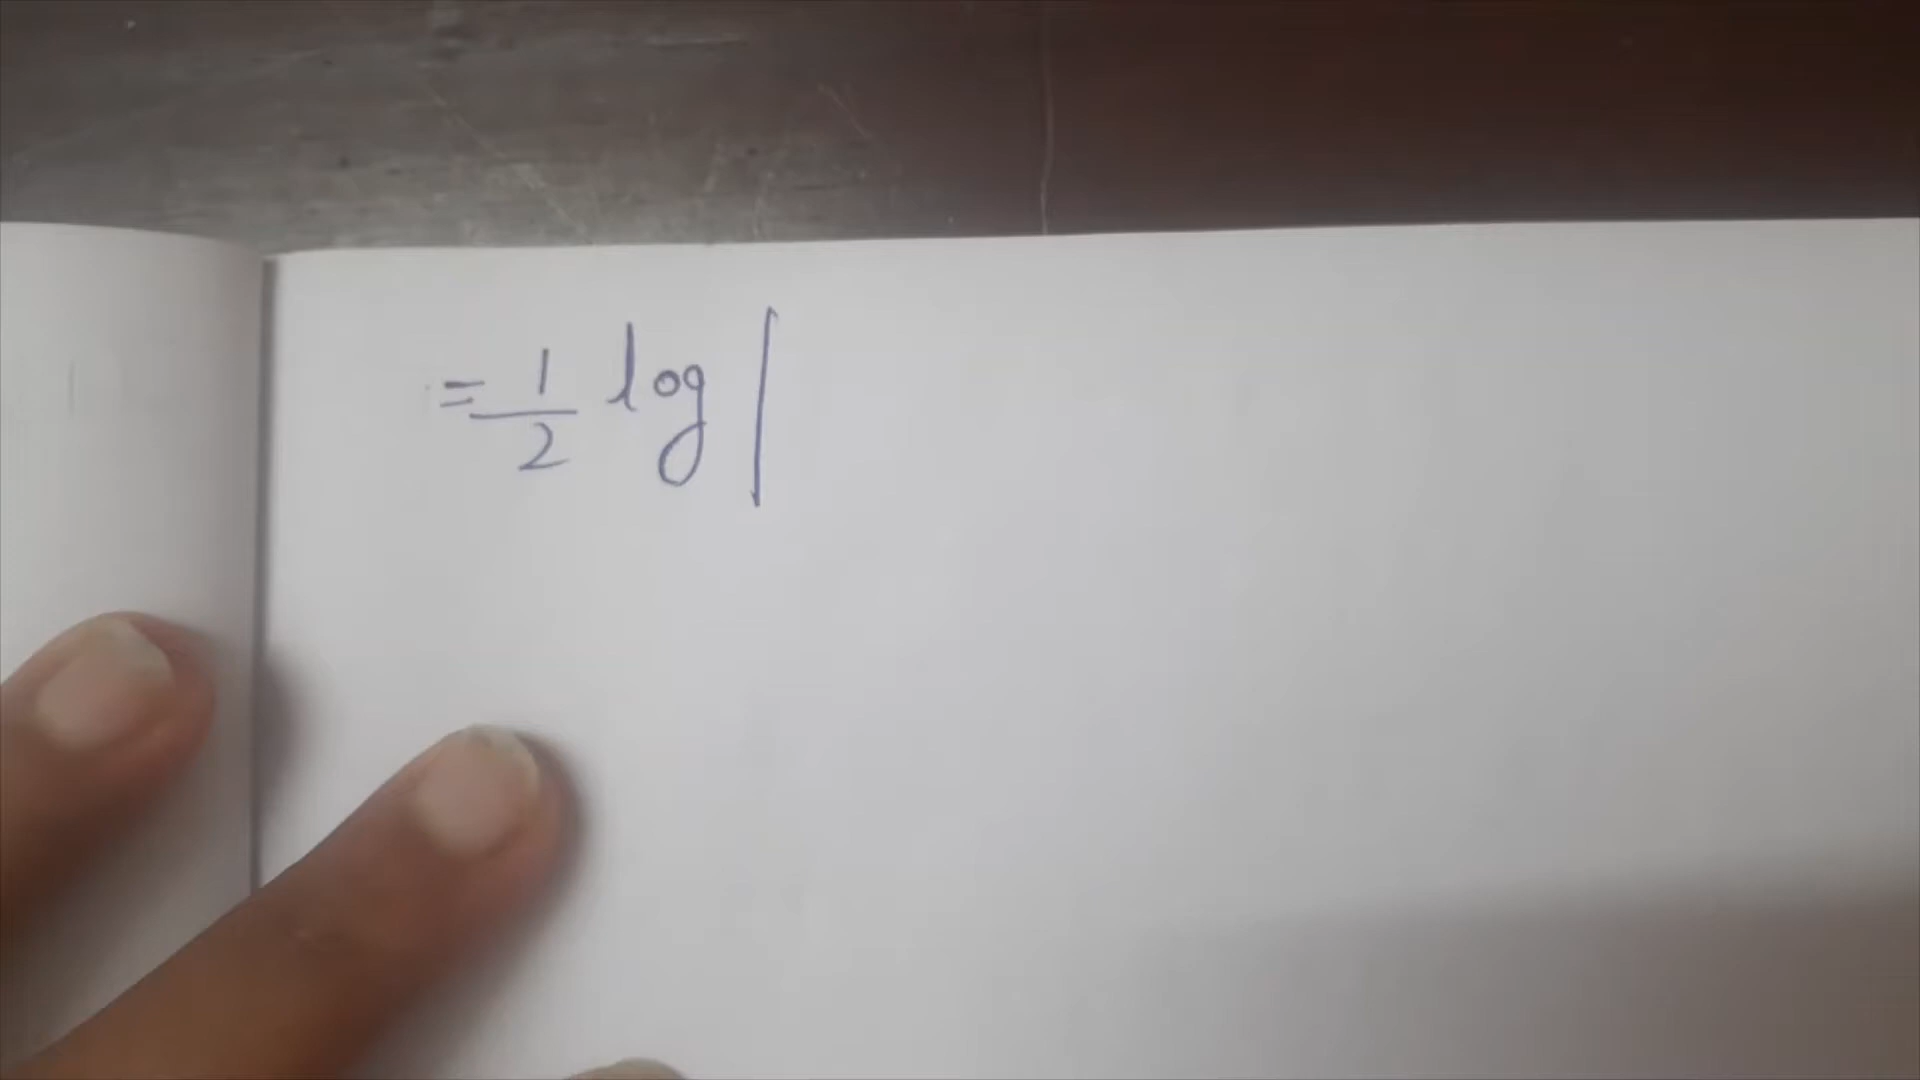 = 1/2 log |